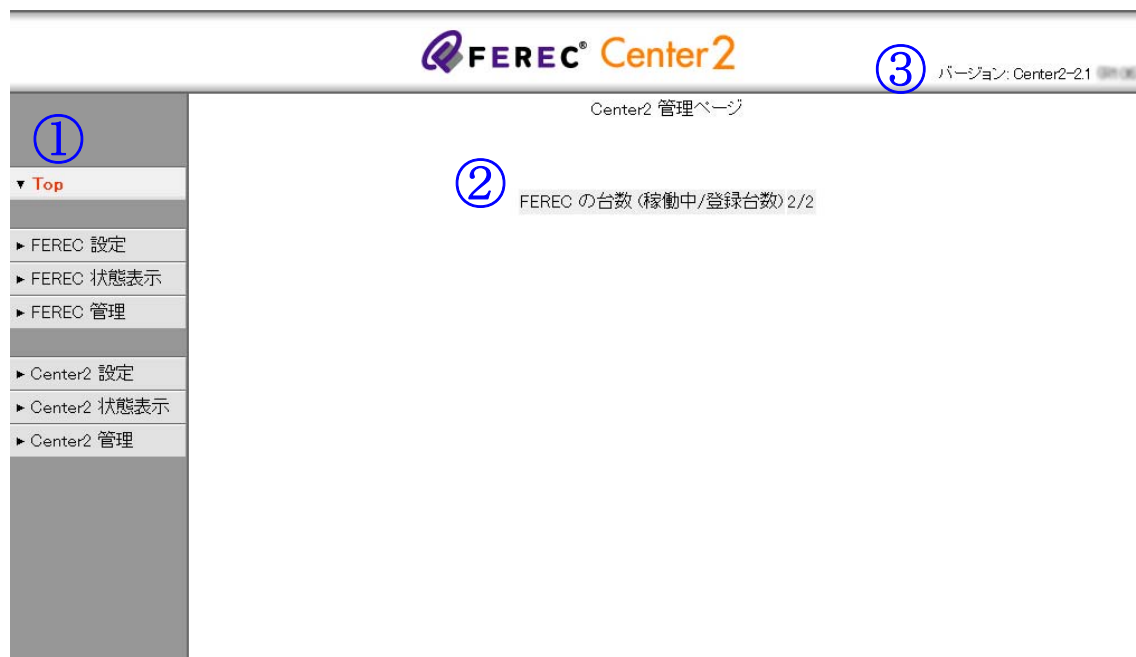 FEREC® Center2
③ バージョン: Center2-2.1
Center2 管理ページ
①
▼ Top
② FEREC の台数 (稼働中/登録台数) 2/2
► FEREC 設定
► FEREC 状態表示
► FEREC 管理
► Center2 設定
► Center2 状態表示
► Center2 管理